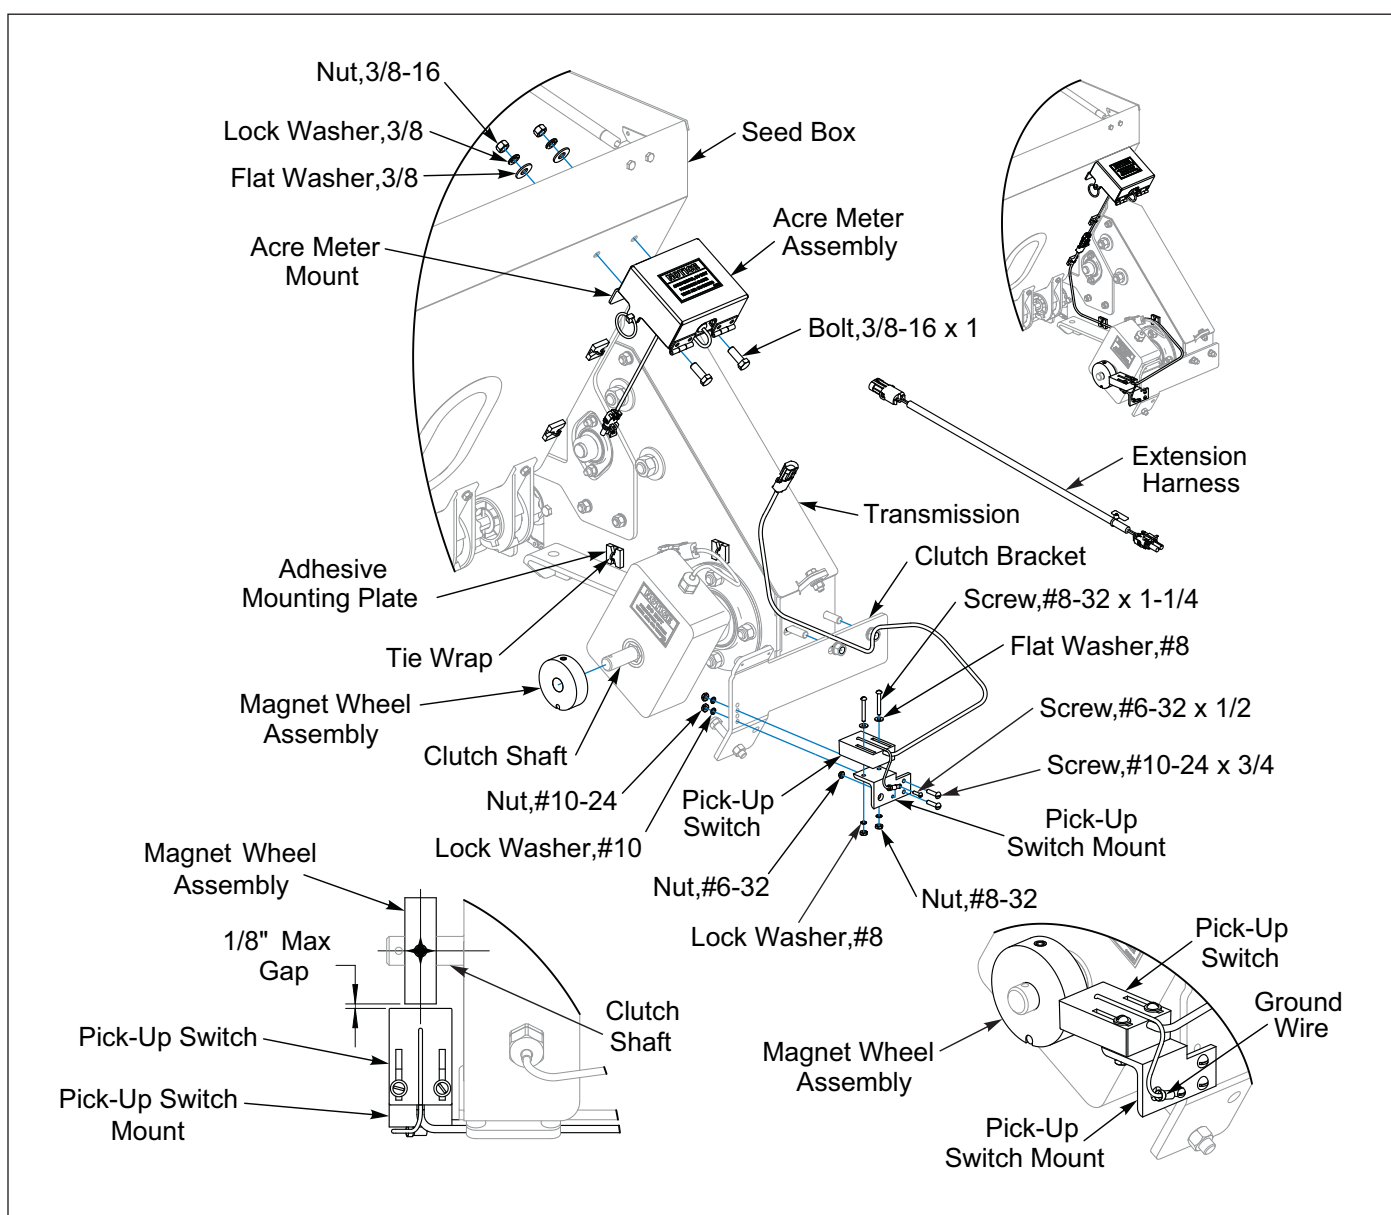 Nut,3/8-16
Lock Washer,3/8
Flat Washer,3/8
Seed Box
Acre Meter
Mount
Acre Meter
Assembly
Bolt,3/8-16 x 1
Extension
Harness
Transmission
Clutch Bracket
Adhesive
Mounting Plate
Screw,#8-32 x 1-1/4
Flat Washer,#8
Tie Wrap
Magnet Wheel
Assembly
Screw,#6-32 x 1/2
Clutch Shaft
Screw,#10-24 x 3/4
Nut,#10-24
Pick-Up
Switch
Pick-Up
Switch Mount
Lock Washer,#10
Nut,#6-32
Nut,#8-32
Lock Washer,#8
Magnet Wheel
Assembly
1/8" Max
Gap
Clutch
Shaft
Pick-Up Switch
Pick-Up Switch
Mount
Pick-Up
Switch
Ground
Wire
Magnet Wheel
Assembly
Pick-Up
Switch Mount